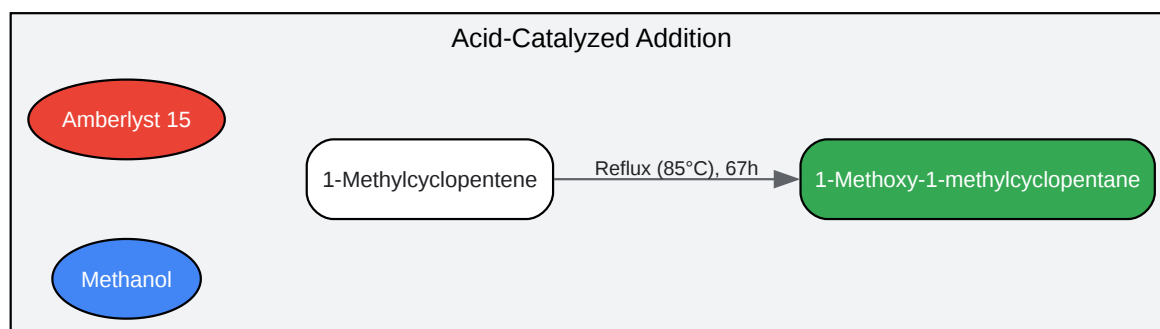 Acid-Catalyzed Addition
Amberlyst 15
1-Methylcyclopentene
Reflux (85°C), 67h
1-Methoxy-1-methylcyclopentane
Methanol